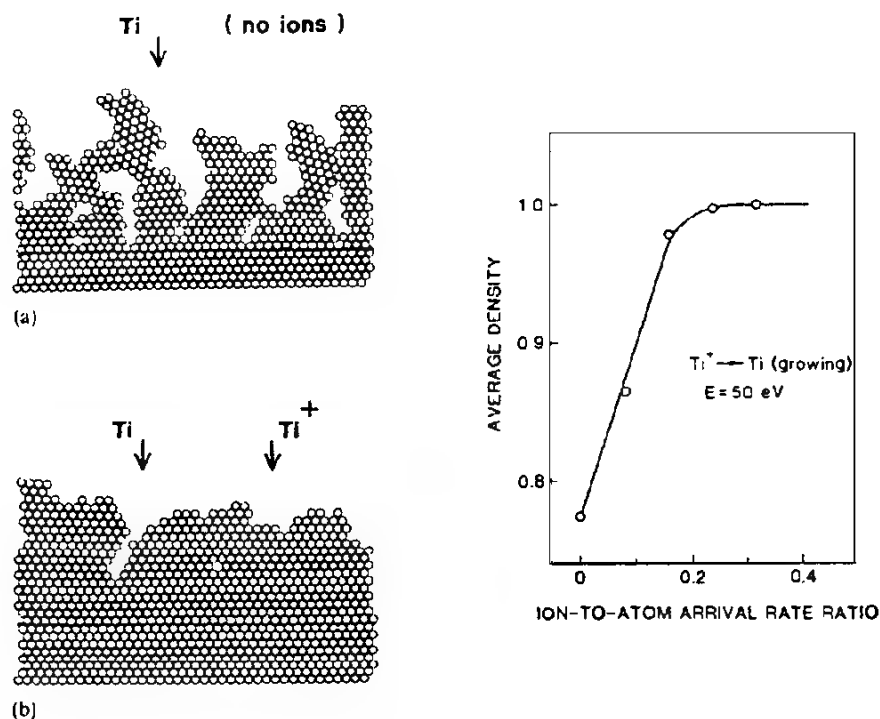 Ti ( no ions )
(a)
Ti Ti+
(b)
1.0
0.9
0.8
AVERAGE DENSITY
Ti+ → Ti (growing)
E = 50 eV
0 0.2 0.4
ION-TO-ATOM ARRIVAL RATE RATIO